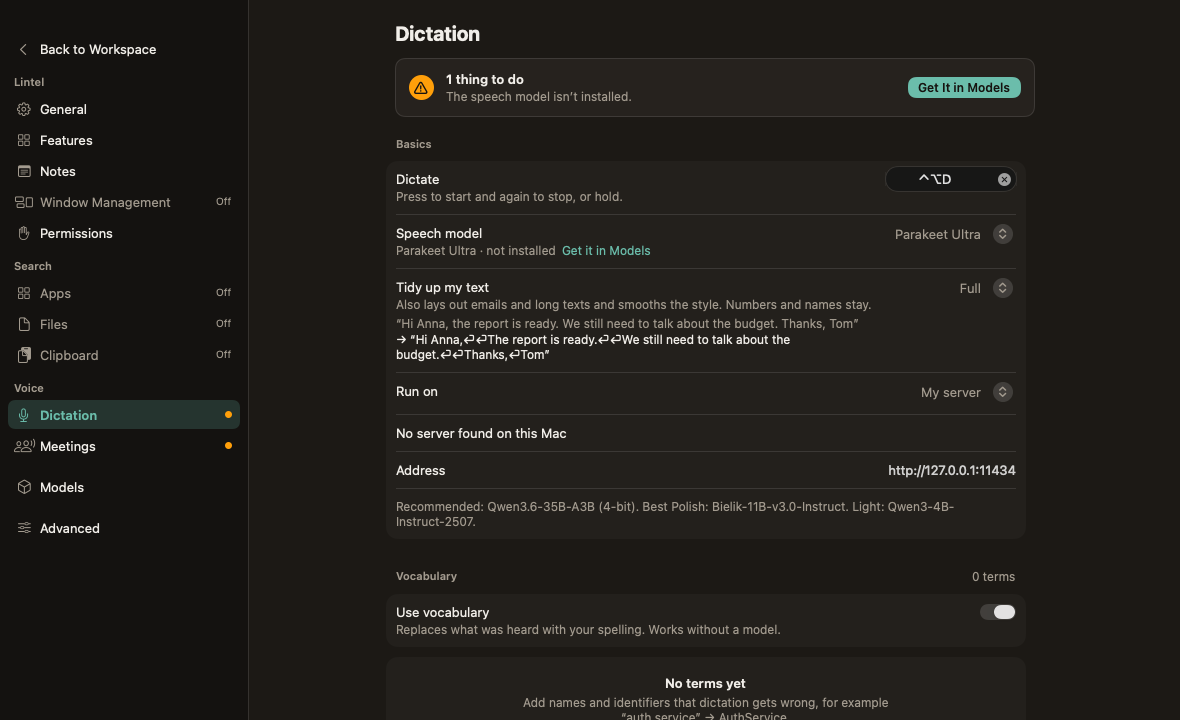 Back to Workspace
Lintel
General
Features
Notes
Window Management Off
Permissions
Search
Apps Off
Files Off
Clipboard Off
Voice
Dictation
Meetings
Models
Advanced
Dictation
1 thing to do
The speech model isn’t installed.
Get It in Models
Basics
Dictate
Press to start and again to stop, or hold.
^⌥D
Speech model
Parakeet Ultra · not installed Get it in Models
Parakeet Ultra
Tidy up my text
Full
Also lays out emails and long texts and smooths the style. Numbers and names stay.
“Hi Anna, the report is ready. We still need to talk about the budget. Thanks, Tom”
→ “Hi Anna,⏎⏎The report is ready.⏎⏎We still need to talk about the
budget.⏎⏎Thanks,⏎Tom”
Run on My server
No server found on this Mac
Address http://127.0.0.1:11434
Recommended: Qwen3.6-35B-A3B (4-bit). Best Polish: Bielik-11B-v3.0-Instruct. Light: Qwen3-4B-
Instruct-2507.
Vocabulary 0 terms
Use vocabulary
Replaces what was heard with your spelling. Works without a model.
No terms yet
Add names and identifiers that dictation gets wrong, for example
“auth service” → AuthService